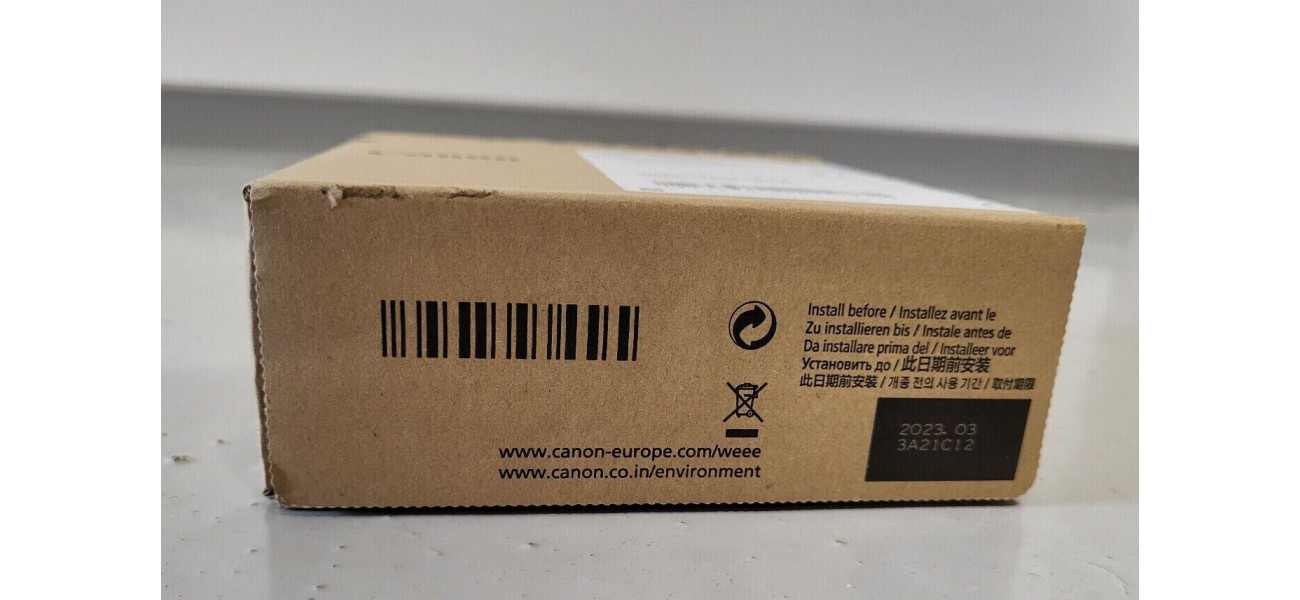 Install before / Installez avant le
Zu installieren bis / Instale antes de
Da installare prima del / Installeer voor
Установить до / 此日期前安装
此日期前安裝 / 개중 전의 사용 기간 / 取付期限
2023. 03
3A21C12
www.canon-europe.com/weee
www.canon.co.in/environment